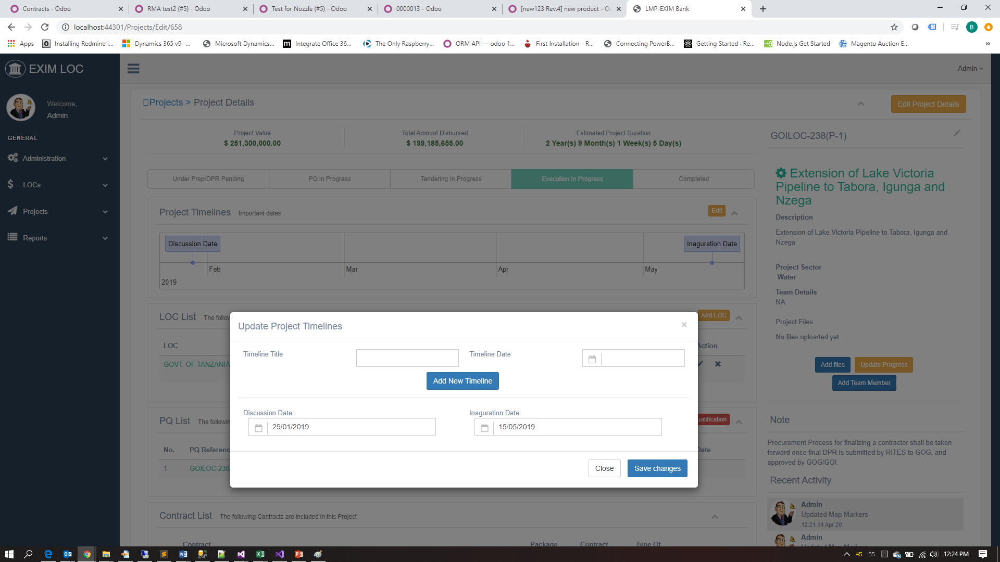 Contracts - Odoo
RMA test2 (#5) - Odoo
Test for Nozzle (#5) - Odoo
0000013 - Odoo
[new123 Rev.4] new product - Oc
LMP-EXIM Bank
localhost:44301/Projects/Edit/658
B
Apps
Installing Redmine i...
Dynamics 365 v9 -...
Microsoft Dynamics...
Integrate Office 36...
The Only Raspberry...
ORM API — odoo 1...
First Installation - R...
Connecting PowerB...
Getting Started · Re...
Node.js Get Started
Magento Auction E...
»
EXIM LOC
Admin
Welcome,
Admin
GENERAL
Administration
LOCs
Projects
Reports
Projects > Project Details
Edit Project Details
Project Value
$ 251,300,000.00
Total Amount Disbursed
$ 199,185,655.00
Estimated Project Duration
2 Year(s) 9 Month(s) 1 Week(s) 5 Day(s)
Under Prep/DPR Pending
PQ in Progress
Tendering In Progress
Execution In Progress
Completed
Project Timelines Important dates
Edit
Discussion Date
Inaguration Date
Feb
Mar
Apr
May
2019
LOC List The follow
Add LOC
LOC
Action
GOVT. OF TANZANIA
PQ List The followin
ualification
No.
PQ Referenc
Date
1
GOILOC-238
Contract List The following Contracts are included in this Project
Contract
Package
Contract
Type Of
Update Project Timelines
×
Timeline Title
Timeline Date
Add New Timeline
Discussion Date:
29/01/2019
Inaguration Date:
15/05/2019
Close
Save changes
GOILOC-238(P-1)
Extension of Lake Victoria
Pipeline to Tabora, Igunga and
Nzega
Description
Extension of Lake Victoria Pipeline to Tabora, Igunga and
Nzega
Project Sector
Water
Team Details
NA
Project Files
No files uploaded yet.
Add files
Update Progress
Add Team Member
Note
Procurement Process for finalizing a contractor shall be taken
forward once final DPR is submitted by RITES to GOG, and
approved by GOG/GOI.
Recent Activity
Admin
Updated Map Markers
12:21 14 Apr 20
Admin
Updated Map Markers
45
85
12:24 PM